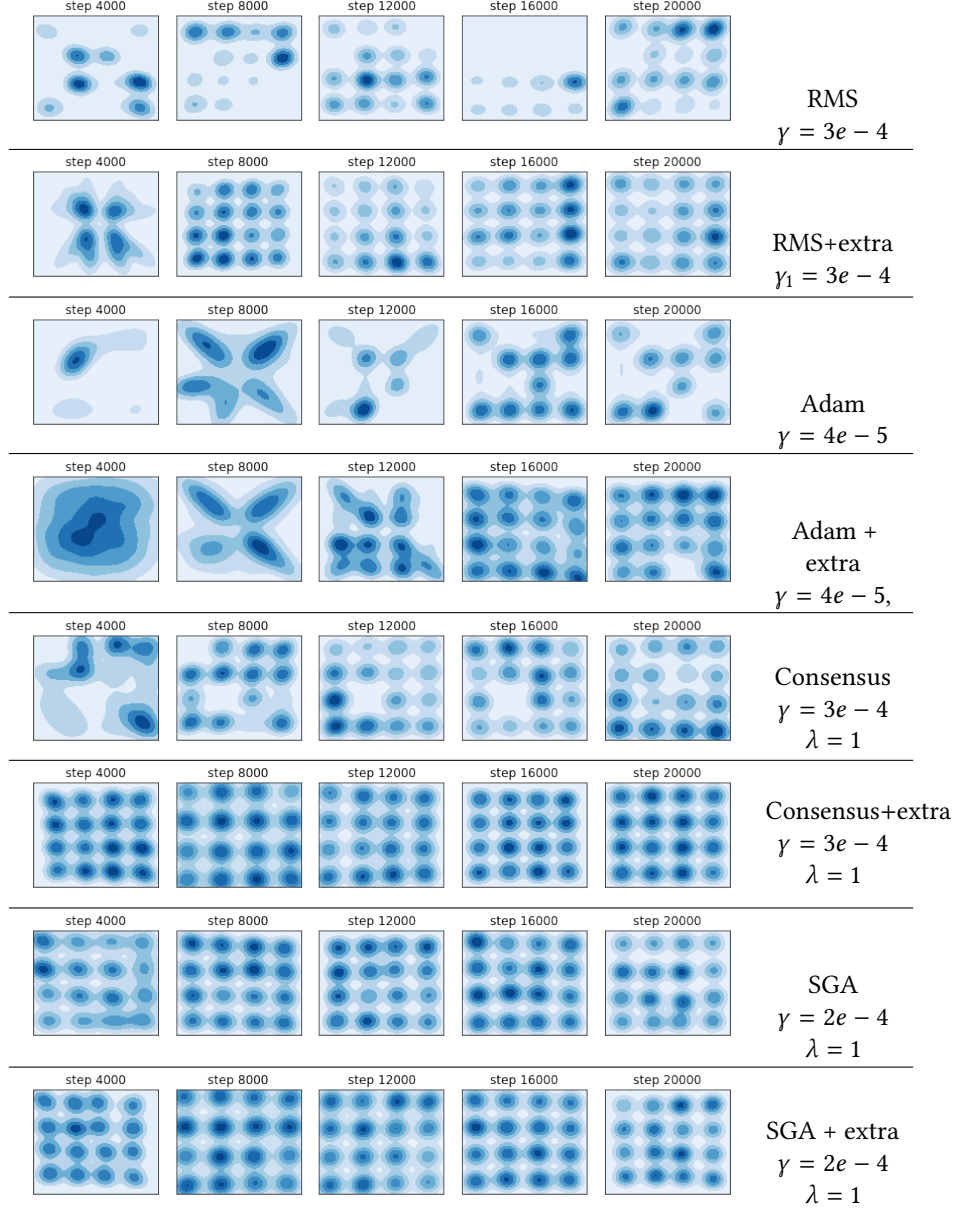 step 4000 step 8000 step 12000 step 16000 step 20000
RMS
γ = 3e − 4
step 4000 step 8000 step 12000 step 16000 step 20000
RMS+extra
γ₁ = 3e − 4
step 4000 step 8000 step 12000 step 16000 step 20000
Adam
γ = 4e − 5
step 4000 step 8000 step 12000 step 16000 step 20000
Adam +
extra
γ = 4e − 5,
step 4000 step 8000 step 12000 step 16000 step 20000
Consensus
γ = 3e − 4
λ = 1
step 4000 step 8000 step 12000 step 16000 step 20000
Consensus+extra
γ = 3e − 4
λ = 1
step 4000 step 8000 step 12000 step 16000 step 20000
SGA
γ = 2e − 4
λ = 1
step 4000 step 8000 step 12000 step 16000 step 20000
SGA + extra
γ = 2e − 4
λ = 1